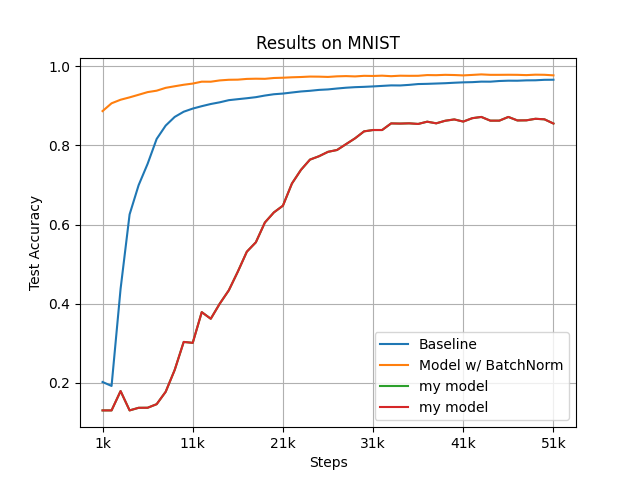 Results on MNIST
1.0
0.8
0.6
0.4
0.2
Test Accuracy
Baseline
Model w/ BatchNorm
my model
my model
1k 11k 21k 31k 41k 51k
Steps